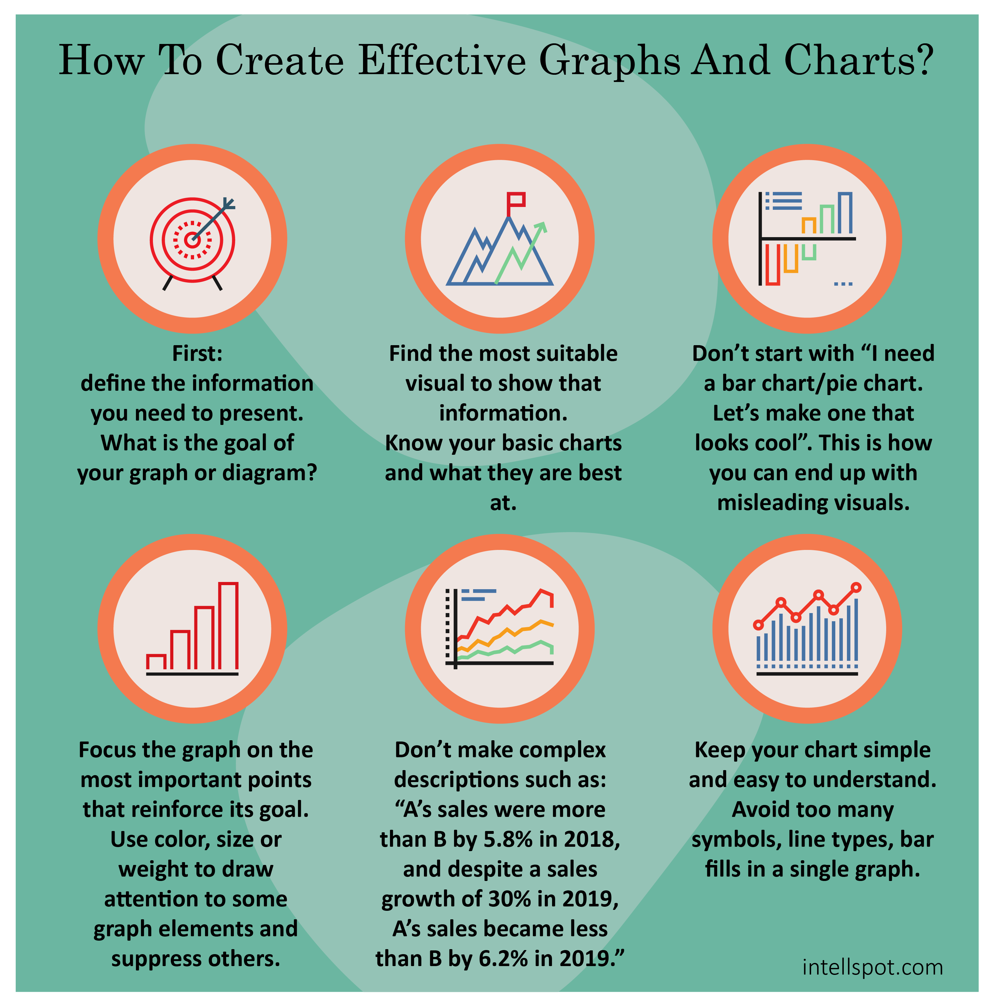 How To Create Effective Graphs And Charts?
First:
define the information
you need to present.
What is the goal of
your graph or diagram?
Find the most suitable
visual to show that
information.
Know your basic charts
and what they are best
at.
Don’t start with “I need
a bar chart/pie chart.
Let’s make one that
looks cool”. This is how
you can end up with
misleading visuals.
Focus the graph on the
most important points
that reinforce its goal.
Use color, size or
weight to draw
attention to some
graph elements and
suppress others.
Don’t make complex
descriptions such as:
“A’s sales were more
than B by 5.8% in 2018,
and despite a sales
growth of 30% in 2019,
A’s sales became less
than B by 6.2% in 2019.”
Keep your chart simple
and easy to understand.
Avoid too many
symbols, line types, bar
fills in a single graph.
intellspot.com